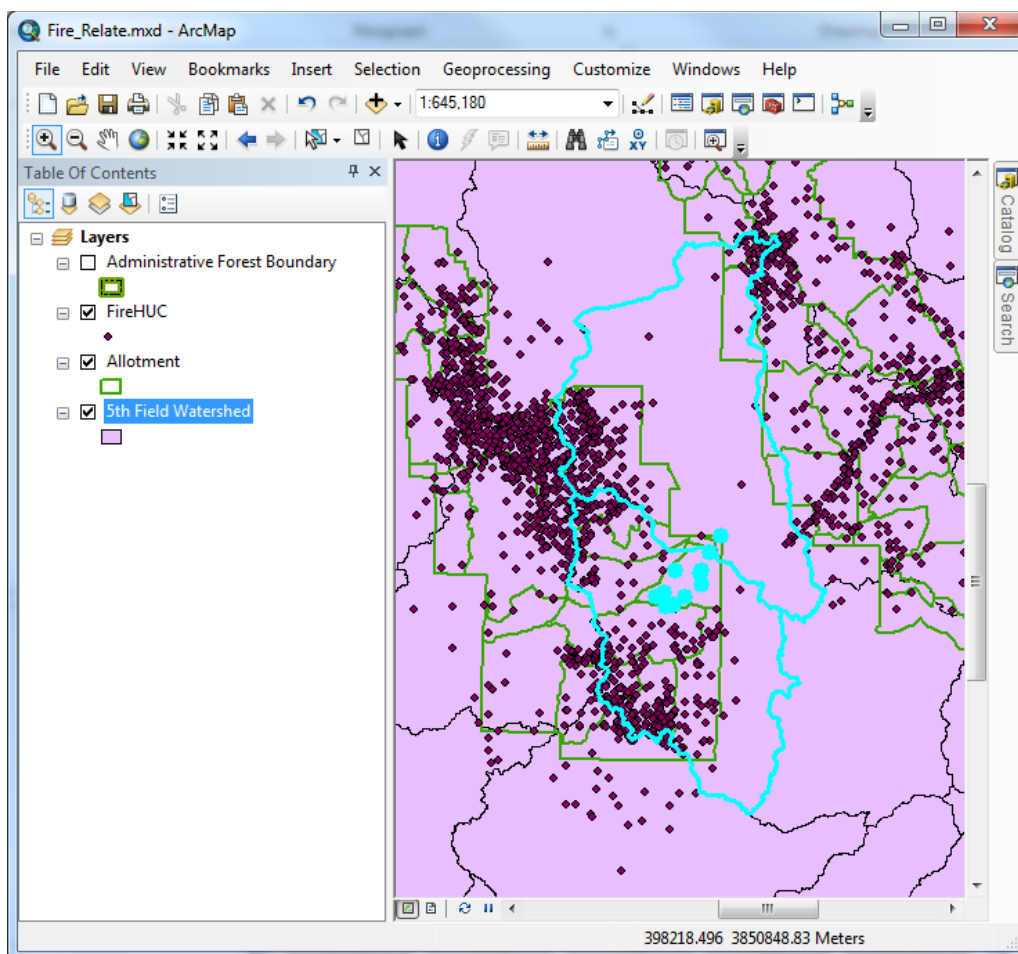 Fire_Relate.mxd - ArcMap
File Edit View Bookmarks Insert Selection Geoprocessing Customize Windows Help
1:645,180
XY
Table Of Contents
Layers
Administrative Forest Boundary
FireHUC
Allotment
5th Field Watershed
Catalog
Search
398218.496 3850848.83 Meters